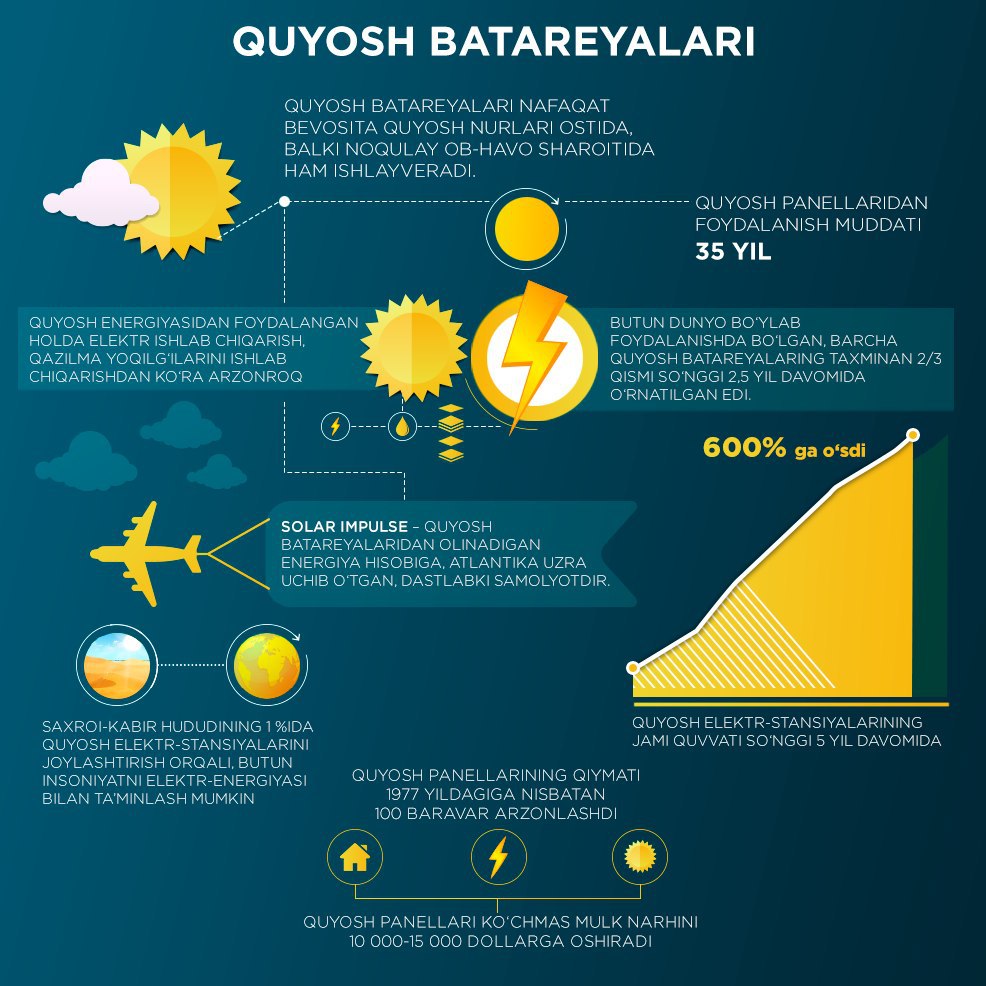 QUYOSH BATAREYALARI
QUYOSH BATAREYALARI NAFAQAT
BEVOSITA QUYOSH NURLARI OSTIDA,
BALKI NOQULAY OB-HAVO SHAROITIDA
HAM ISHLAYVERADI.
QUYOSH PANELLARIDAN
FOYDALANISH MUDDATI
35 YIL
QUYOSH ENERGIYASIDAN FOYDALANGAN
HOLDA ELEKTR ISHLAB CHIQARISH,
QAZILMA YOQILG‘ILARINI ISHLAB
CHIQARISHDAN KO‘RA ARZONROQ
BUTUN DUNYO BO‘YLAB
FOYDALANISHDA BO‘LGAN, BARCHA
QUYOSH BATAREYALARING TAXMINAN 2/3
QISMI SO‘NGGI 2,5 YIL DAVOMIDA
O‘RNATILGAN EDI.
600% ga o‘sdi
SOLAR IMPULSE – QUYOSH
BATAREYALARIDAN OLINADIGAN
ENERGIYA HISOBIGA, ATLANTIKA UZRA
UCHIB O‘TGAN, DASTLABKI SAMOLYOTDIR.
SAXROI-KABIR HUDUDINING 1 %IDA
QUYOSH ELEKTR-STANSIYALARINI
JOYLASHTIRISH ORQALI, BUTUN
INSONIYATNI ELEKTR-ENERGIYASI
BILAN TA’MINLASH MUMKIN
QUYOSH ELEKTR-STANSIYALARINING
JAMI QUVVATI SO‘NGGI 5 YIL DAVOMIDA
QUYOSH PANELLARINING QIYMATI
1977 YILDAGIGA NISBATAN
100 BARAVAR ARZONLASHDI
QUYOSH PANELLARI KO‘CHMAS MULK NARHINI
10 000-15 000 DOLLARGA OSHIRADI